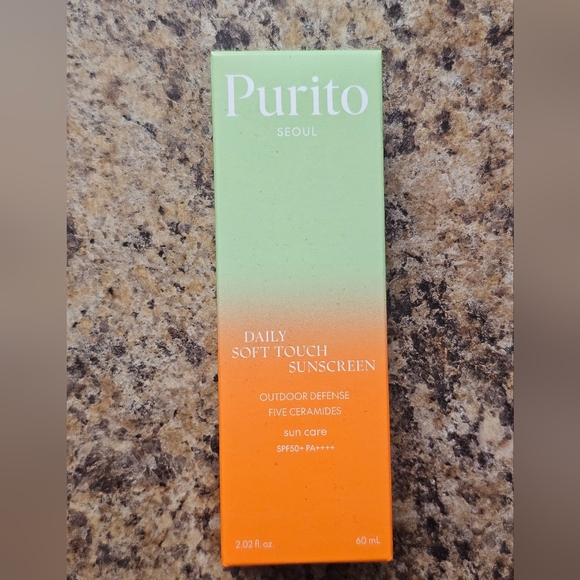 Purito
SEOUL
DAILY
SOFT TOUCH
SUNSCREEN
OUTDOOR DEFENSE
FIVE CERAMIDES
sun care
SPF50+ PA++++
2.02 fl. oz. 60 mL